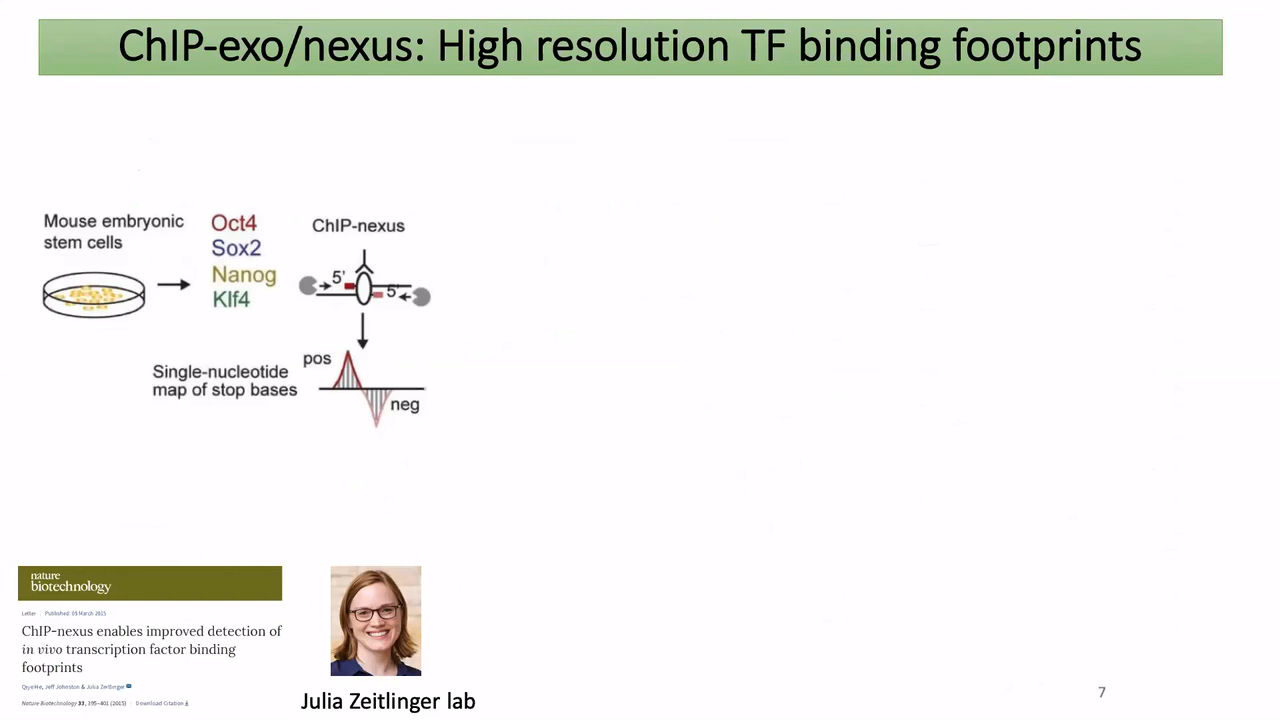 ChIP-exo/nexus: High resolution TF binding footprints
Mouse embryonic
stem cells
Oct4
Sox2
Nanog
Klf4
ChIP-nexus
5'
5'
pos
Single-nucleotide
map of stop bases
neg
nature
biotechnology
Letter | Published: 09 March 2015
ChIP-nexus enables improved detection of
in vivo transcription factor binding
footprints
Qiye He, Jeff Johnston & Julia Zeitlinger
Nature Biotechnology 33, 395–401 (2015) | Download Citation
Julia Zeitlinger lab
7